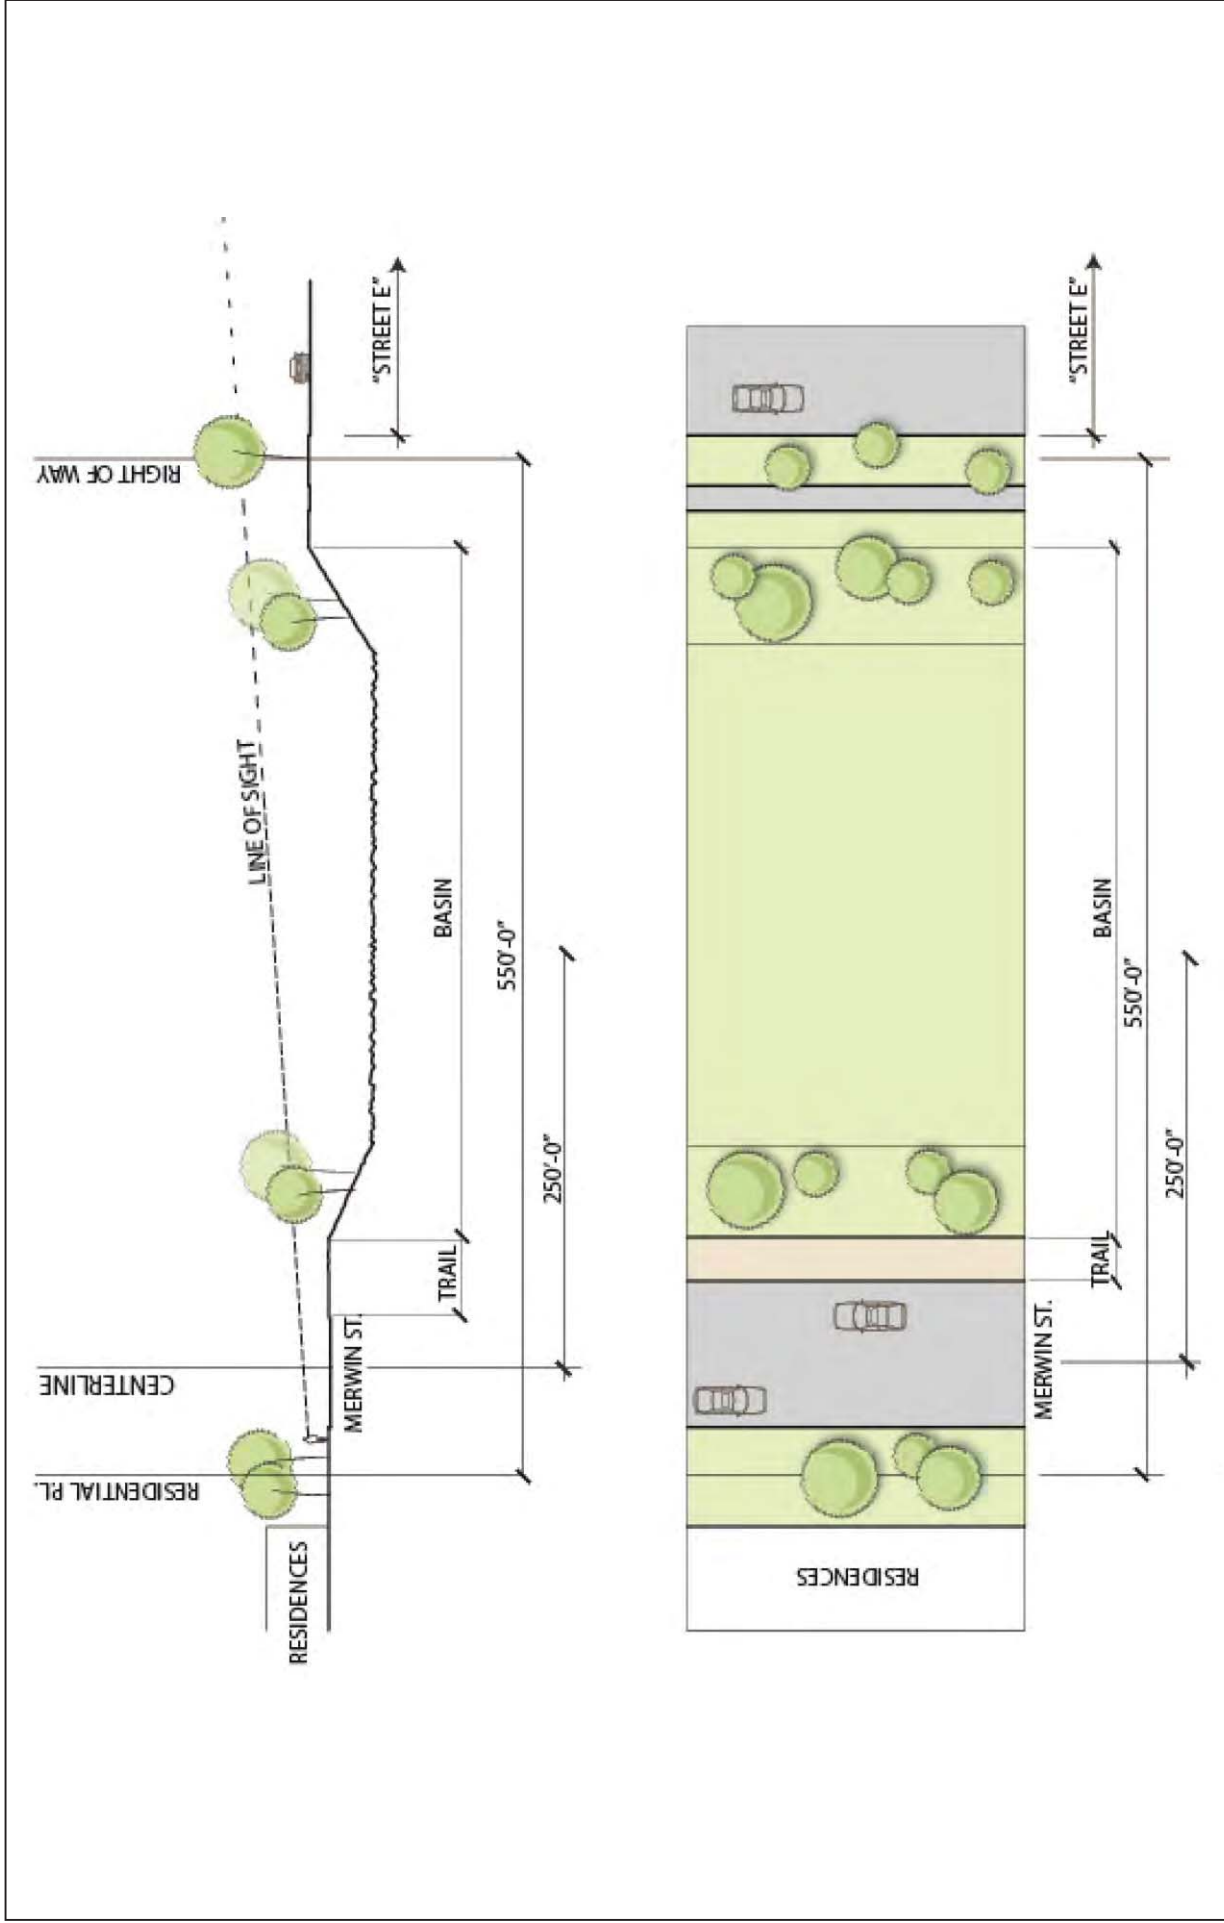 RESIDENCES
RESIDENTIAL P.L.
CENTERLINE
MERWIN ST.
TRAIL
LINE OF SIGHT
BASIN
550'-0"
250'-0"
RIGHT OF WAY
"STREET E"
RESIDENCES
MERWIN ST.
TRAIL
BASIN
550'-0"
250'-0"
"STREET E"